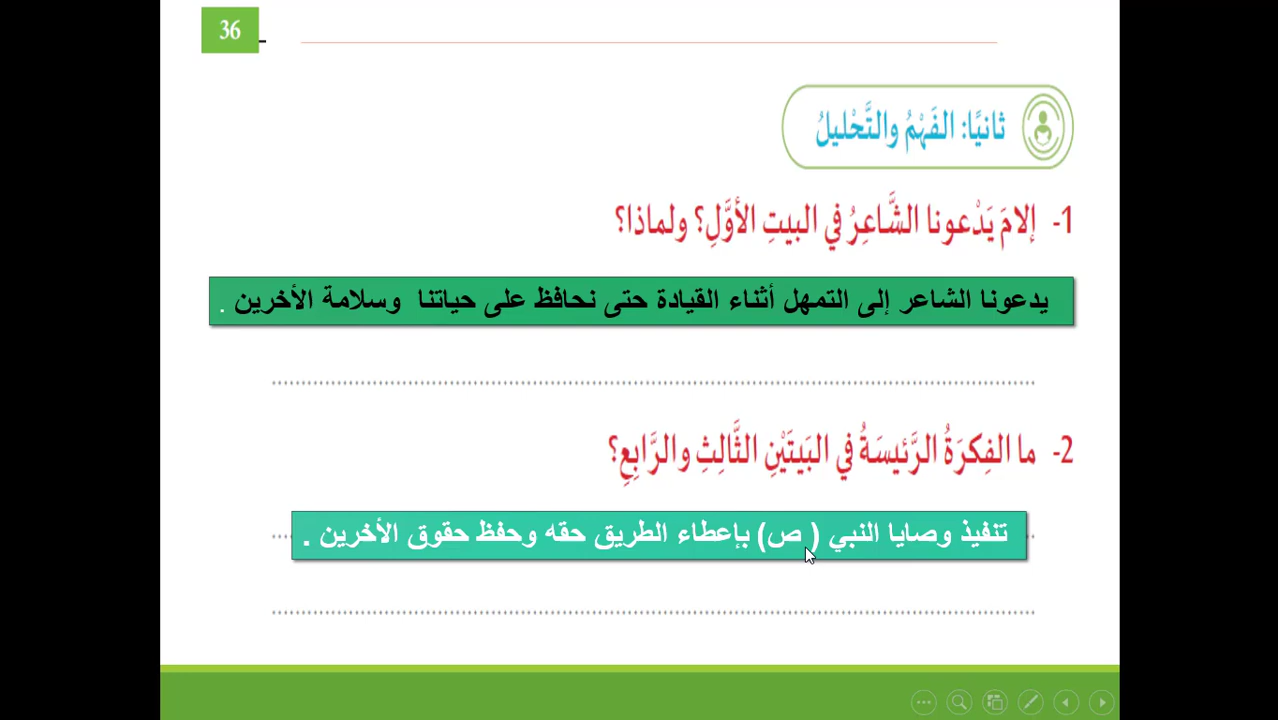 36
ثانيًا: الفَهْمُ والتَّحْليلُ
1- إلامَ يَدْعونا الشَّاعِرُ في البيتِ الأوَّلِ؟ ولماذا؟
يدعونا الشاعر إلى التمهل أثناء القيادة حتى نحافظ على حياتنا وسلامة الأخرين .
2- ما الفِكرَةُ الرَّئيسَةُ في البَيتَيْنِ الثَّالِثِ والرَّابِعِ؟
تنفيذ وصايا النبي ( ص) بإعطاء الطريق حقه وحفظ حقوق الأخرين .